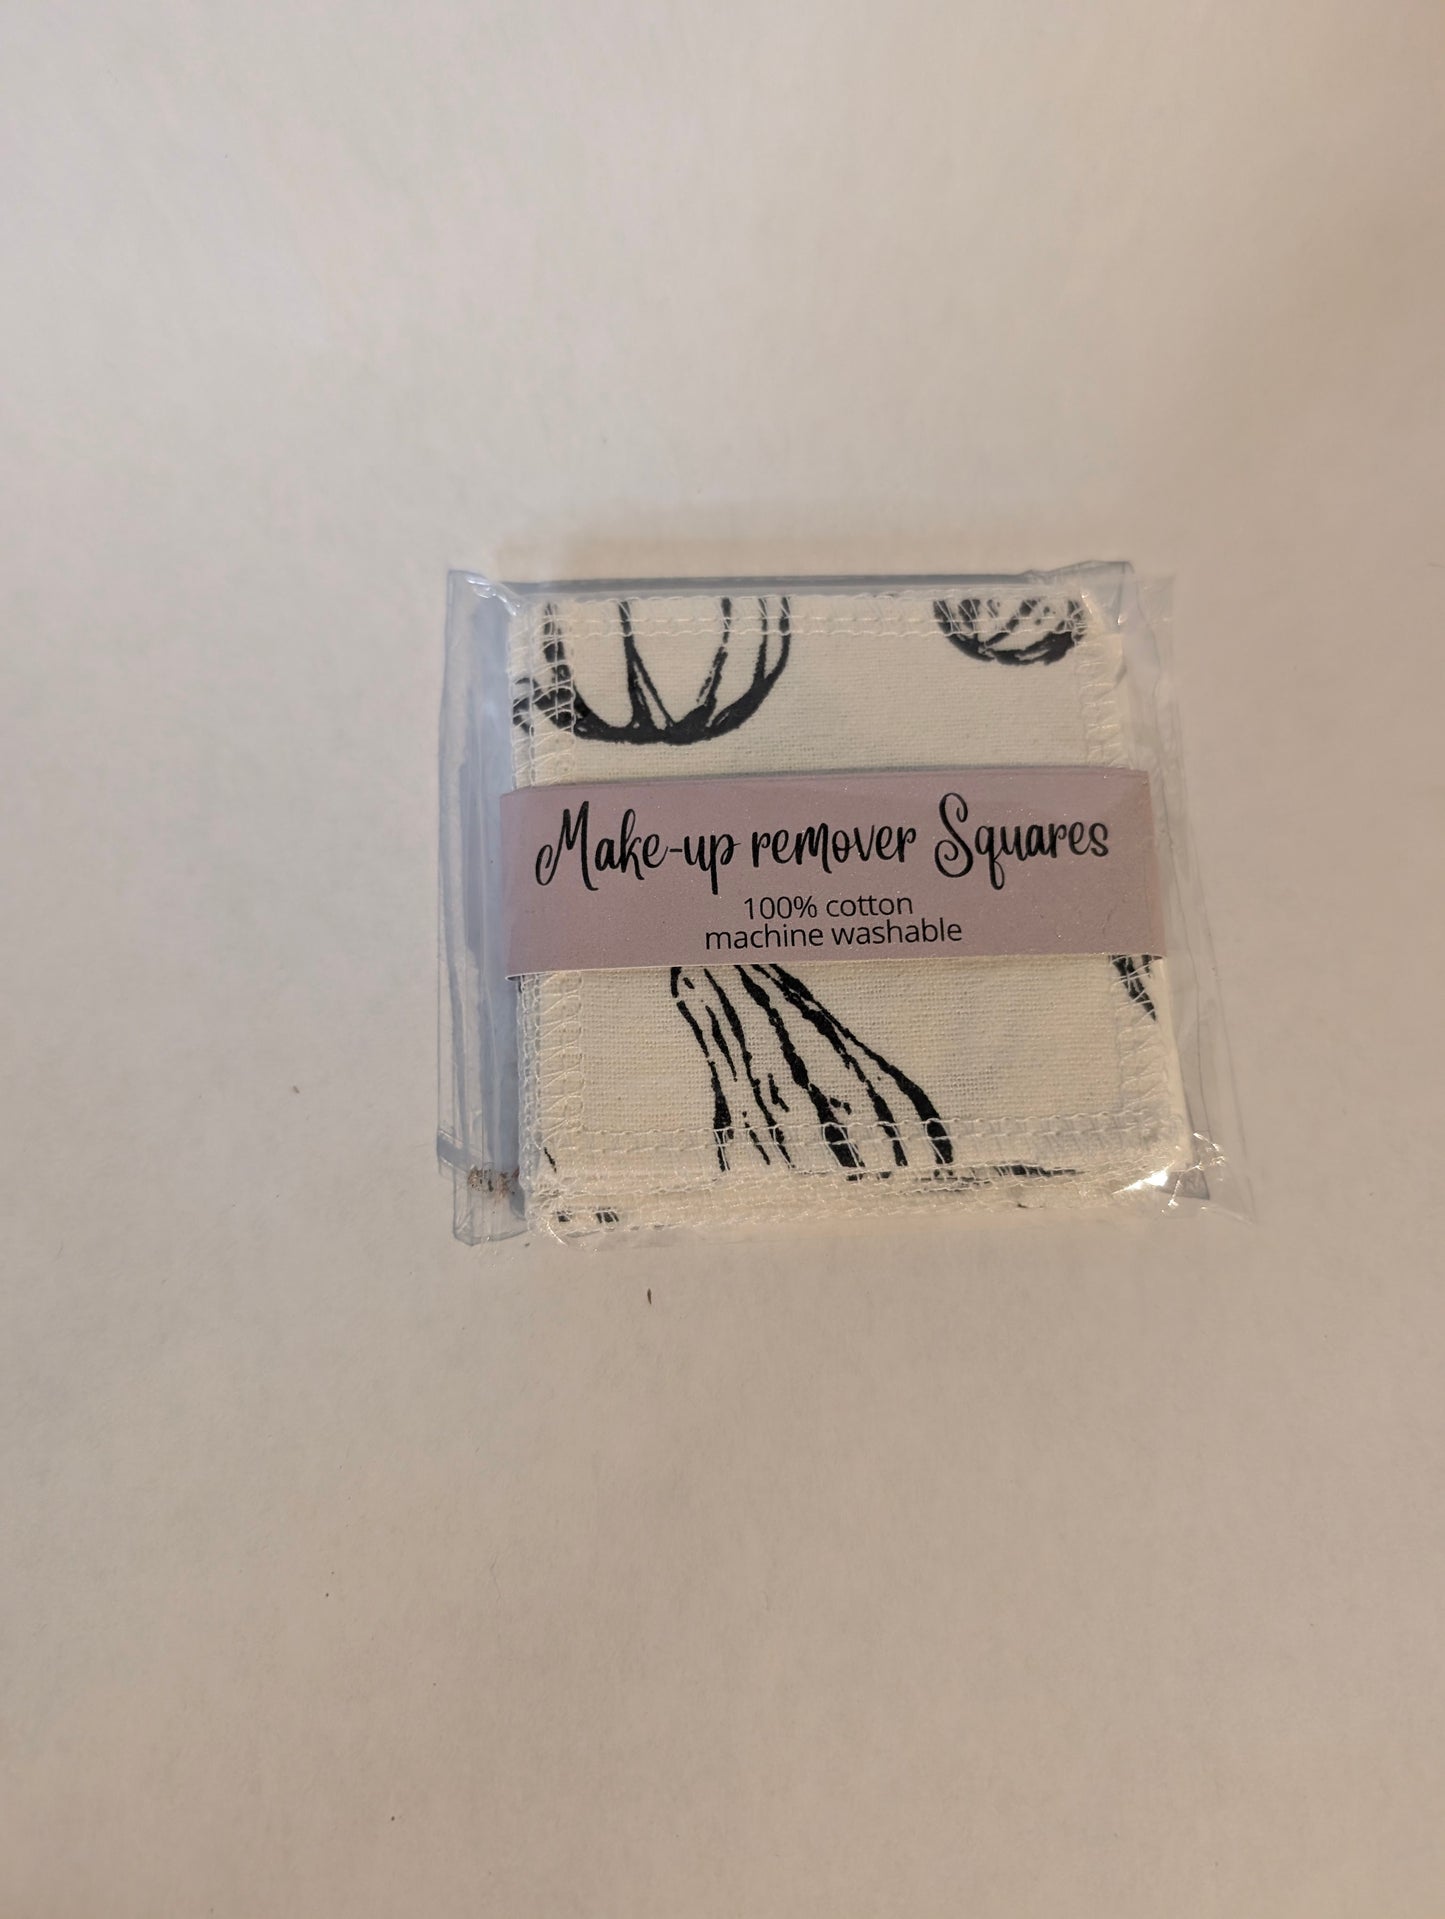 Make-up remover Squares
100% cotton
machine washable